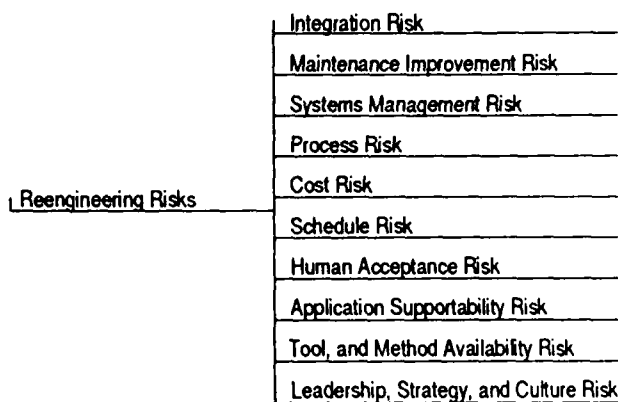 Integration Risk
Maintenance Improvement Risk
Systems Management Risk
Process Risk
Cost Risk
Reengineering Risks
Schedule Risk
Human Acceptance Risk
Application Supportability Risk
Tool, and Method Availability Risk
Leadership, Strategy, and Culture Risk